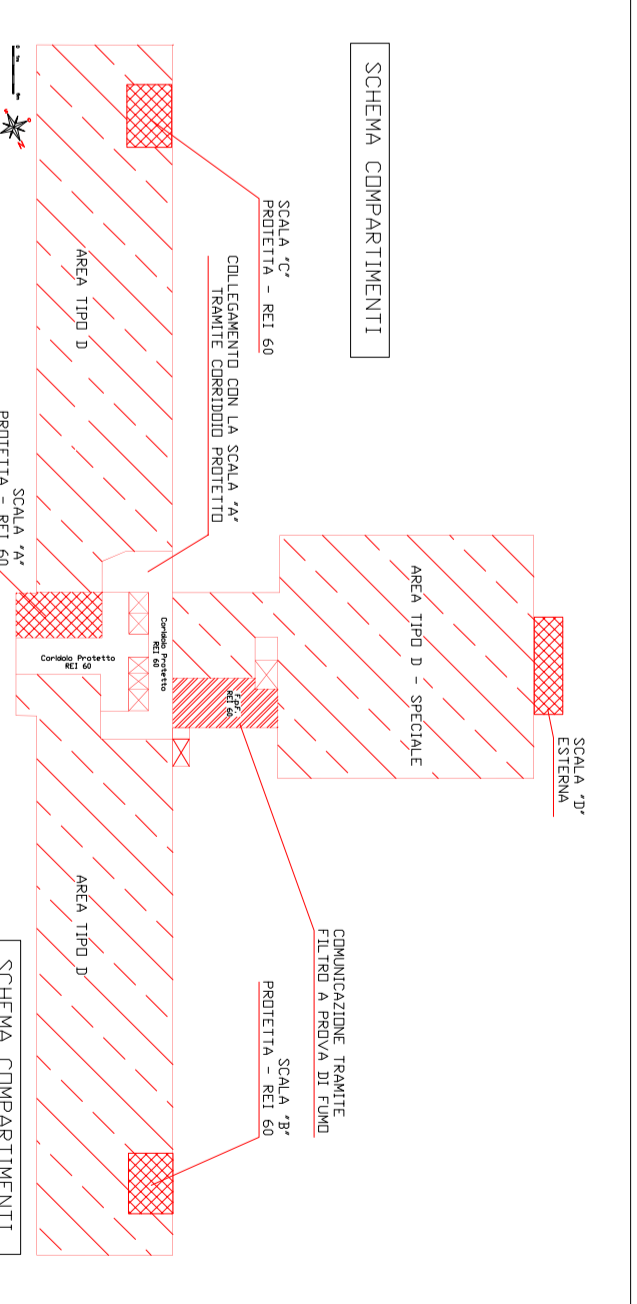 SCHEMA COMPARTIMENTI
SCALA "D"
ESTERNA
AREA TIPO D - SPECIALE
SCALA "C"
PROTETTA - REI 60
COLLEGAMENTO CON LA SCALA "A"
TRAMITE CORRIDOIO PROTETTO
COMUNICAZIONE TRAMITE
FILTRO A PROVA DI FUMO
SCALA "B"
PROTETTA - REI 60
F.p.F.
REI 60
Corridoio Protetto
REI 60
Corridoio Protetto
REI 60
AREA TIPO D
AREA TIPO D
SCALA "A"
PROTETTA - REI 60
SCHEMA COMPARTIMENTI